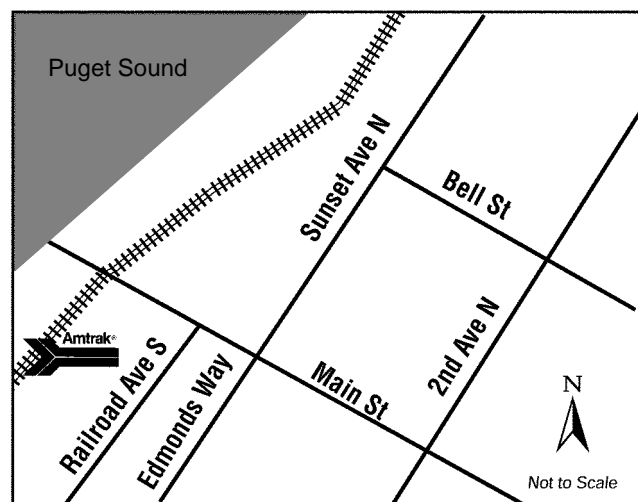 Puget Sound
Sunset Ave N
Bell St
Amtrak®
Railroad Ave S
Edmonds Way
Main St
2nd Ave N
N
Not to Scale